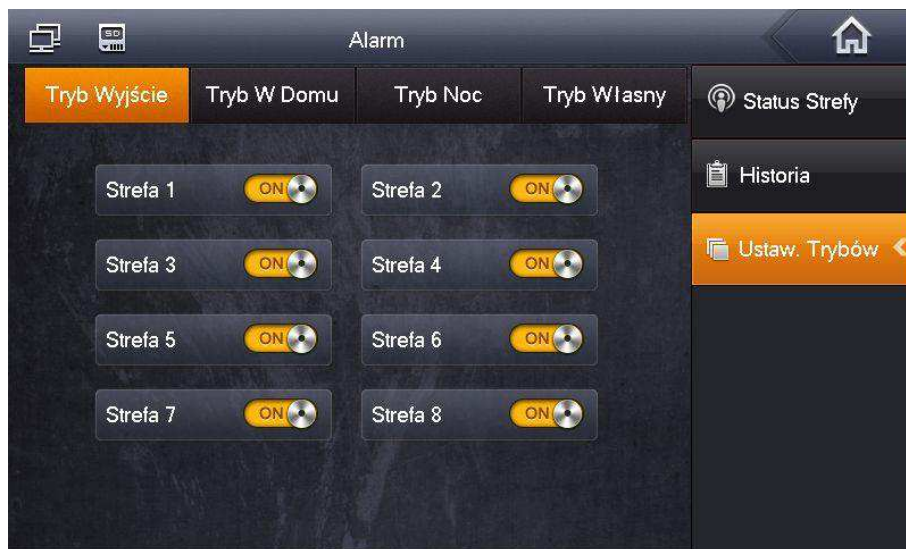 SD
Alarm
Tryb Wyjście Tryb W Domu Tryb Noc Tryb Własny
Status Strefy
Strefa 1 ON Strefa 2 ON
Historia
Strefa 3 ON Strefa 4 ON
Ustaw. Trybów
Strefa 5 ON Strefa 6 ON
Strefa 7 ON Strefa 8 ON